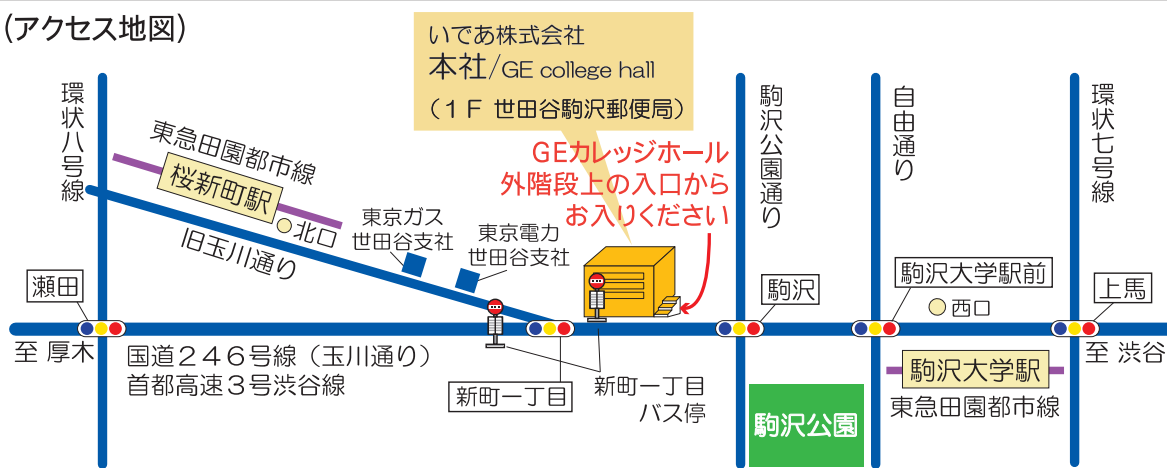 (アクセス地図)
いであ株式会社
本社/GE college hall
(1F 世田谷駒沢郵便局)
GEカレッジホール
外階段上の入口から
お入りください
環状八号線
東急田園都市線
桜新町駅
北口
旧玉川通り
東京ガス
世田谷支社
東京電力
世田谷支社
駒沢公園通り
自由通り
環状七号線
瀬田
駒沢
駒沢大学駅前
西口
上馬
至 厚木
国道246号線(玉川通り)
首都高速3号渋谷線
新町一丁目
新町一丁目
バス停
駒沢公園
駒沢大学駅
東急田園都市線
至 渋谷